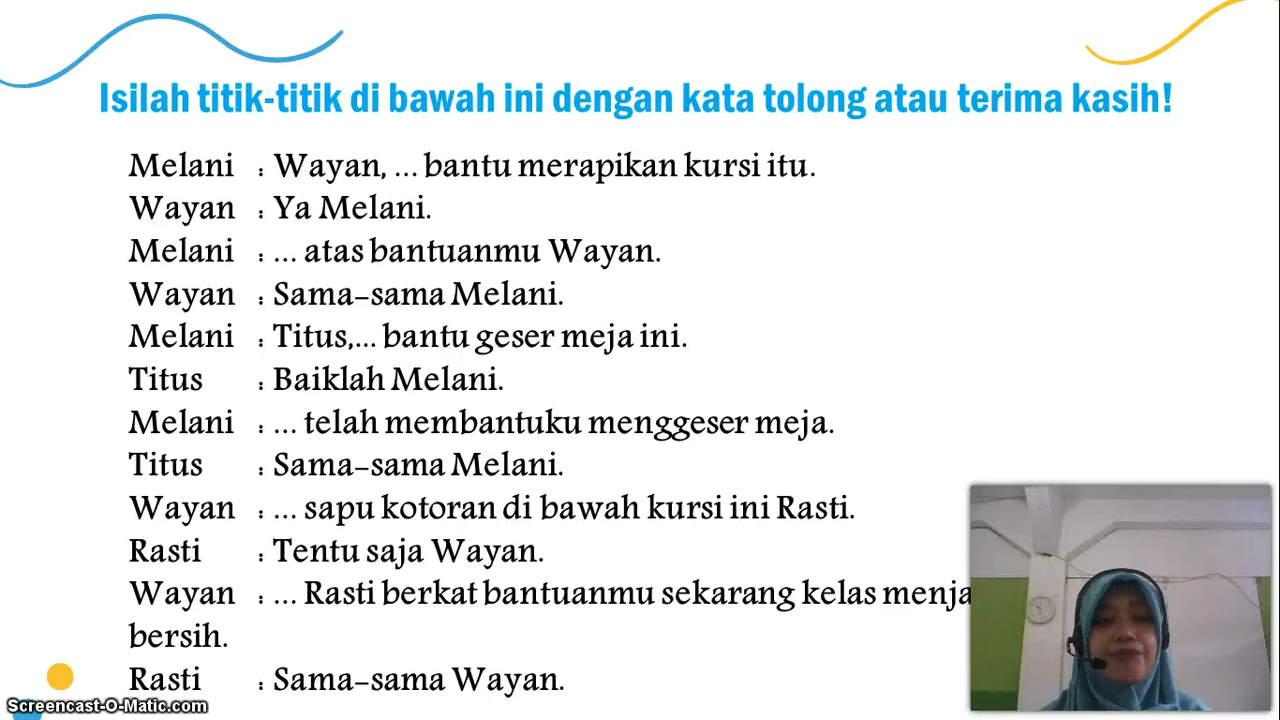 Isilah titik-titik di bawah ini dengan kata tolong atau terima kasih!
Melani : Wayan, ... bantu merapikan kursi itu.
Wayan : Ya Melani.
Melani : ... atas bantuanmu Wayan.
Wayan : Sama-sama Melani.
Melani : Titus,... bantu geser meja ini.
Titus : Baiklah Melani.
Melani : ... telah membantuku menggeser meja.
Titus : Sama-sama Melani.
Wayan : ... sapu kotoran di bawah kursi ini Rasti.
Rasti : Tentu saja Wayan.
Wayan : ... Rasti berkat bantuanmu sekarang kelas
bersih.
Rasti : Sama-sama Wayan.
Screencast-O-Matic.com